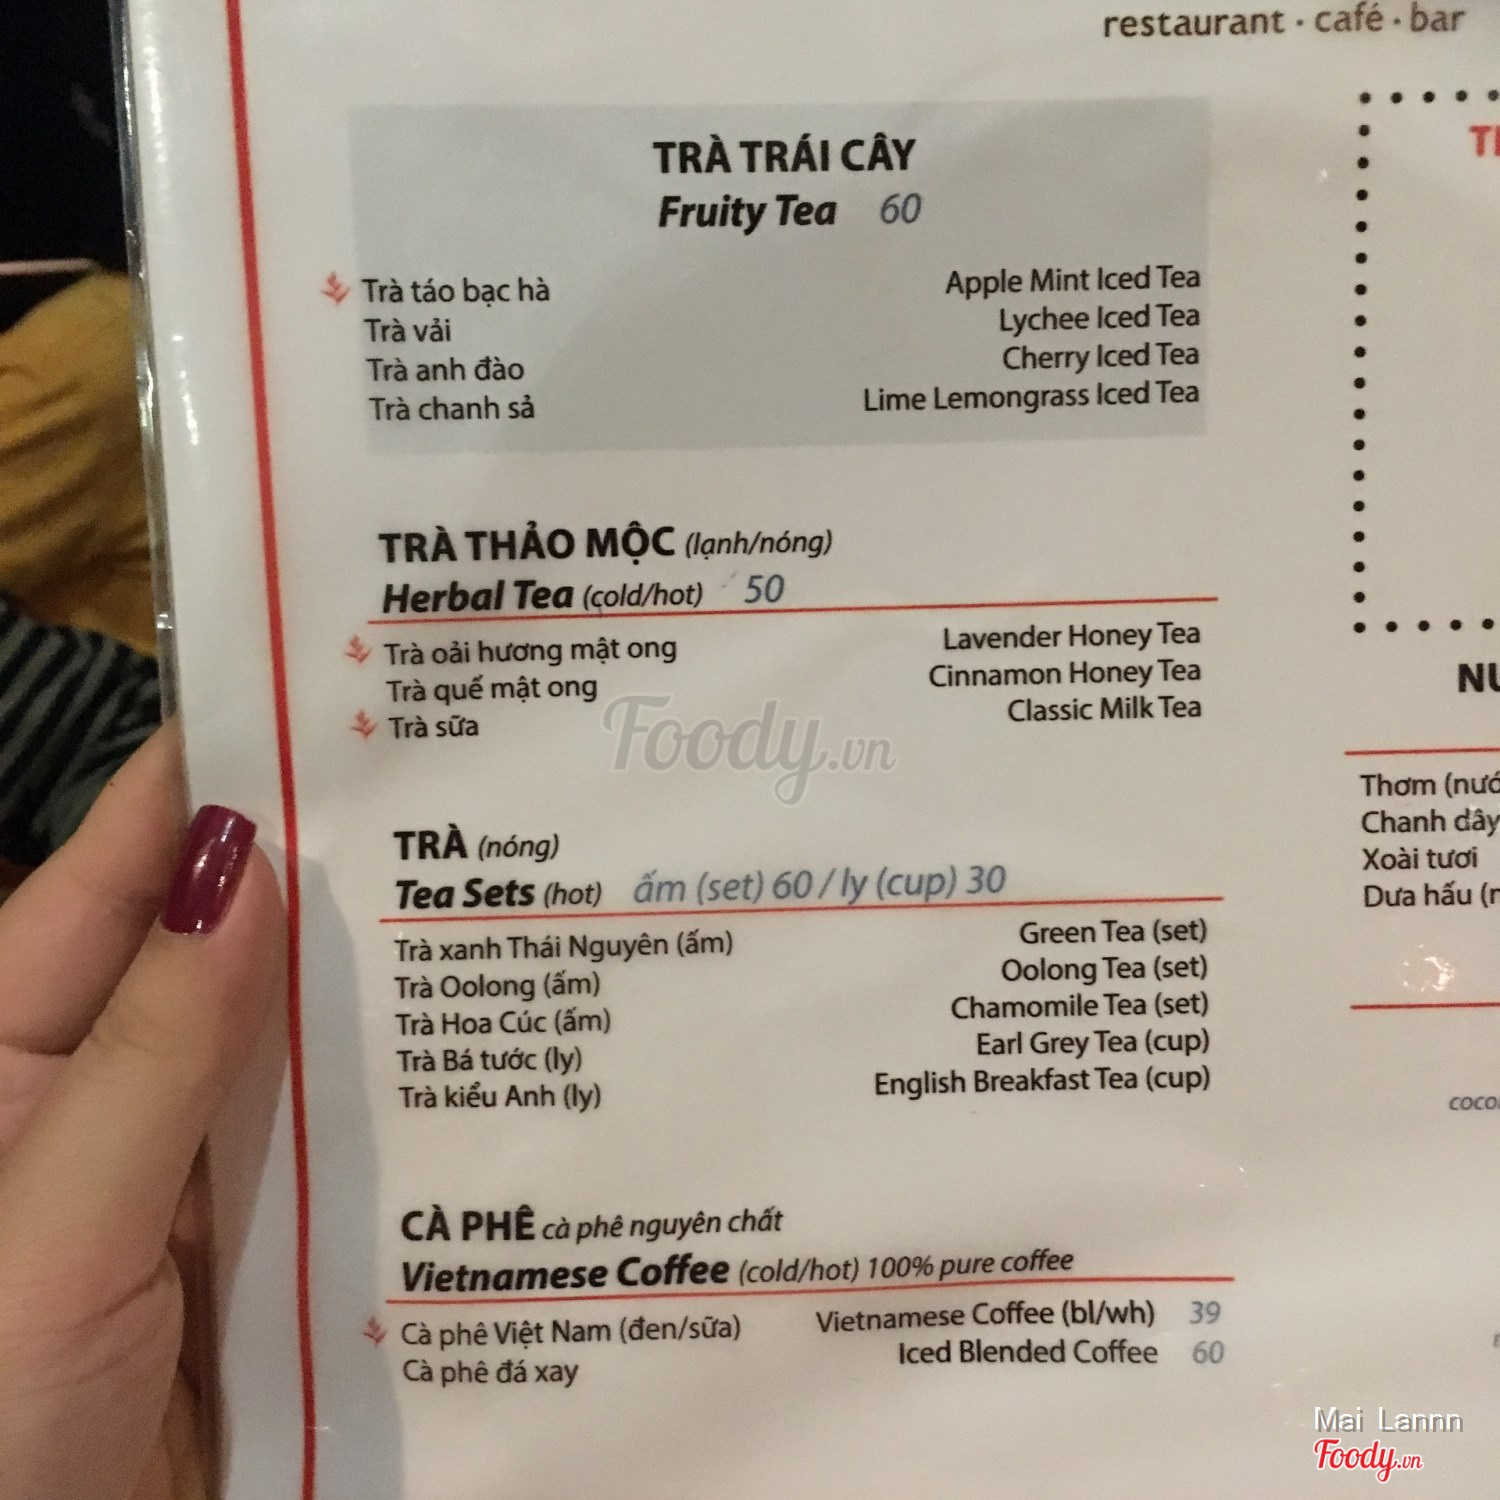 restaurant · café · bar
TRÀ TRÁI CÂY
Fruity Tea 60
Trà táo bạc hà Apple Mint Iced Tea
Trà vải Lychee Iced Tea
Trà anh đào Cherry Iced Tea
Trà chanh sả Lime Lemongrass Iced Tea
TRÀ THẢO MỘC (lạnh/nóng)
Herbal Tea (cold/hot) 50
Trà oải hương mật ong Lavender Honey Tea
Trà quế mật ong Cinnamon Honey Tea
Trà sữa Classic Milk Tea
Foody.vn
TRÀ (nóng)
Tea Sets (hot) ấm (set) 60 / ly (cup) 30
Trà xanh Thái Nguyên (ấm) Green Tea (set)
Trà Oolong (ấm) Oolong Tea (set)
Trà Hoa Cúc (ấm) Chamomile Tea (set)
Trà Bá tước (ly) Earl Grey Tea (cup)
Trà kiểu Anh (ly) English Breakfast Tea (cup)
CÀ PHÊ cà phê nguyên chất
Vietnamese Coffee (cold/hot) 100% pure coffee
Cà phê Việt Nam (đen/sữa) Vietnamese Coffee (bl/wh) 39
Cà phê đá xay Iced Blended Coffee 60
Thơm
Chanh dây
Xoài tươi
Dưa hấu
Mai Lannn
Foody.vn